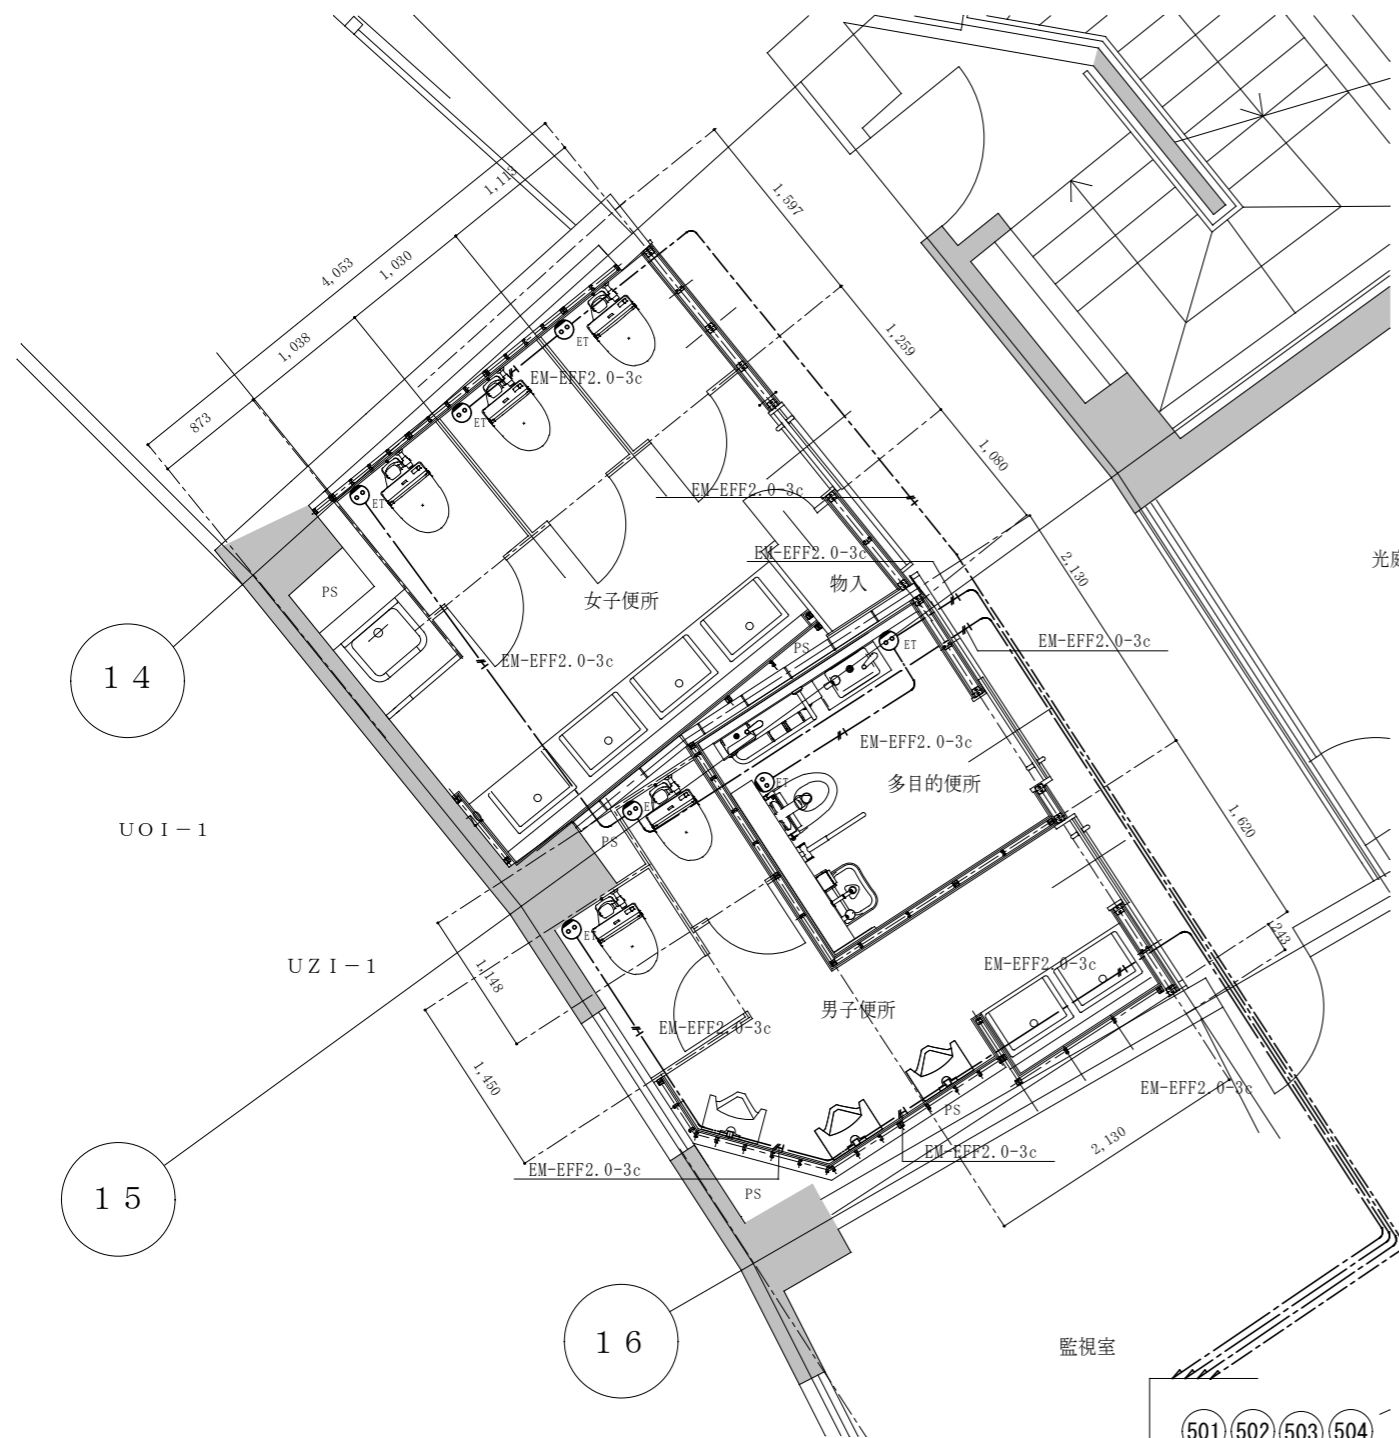 1,113
1,597
4,053
1,030
1,038
1,259
873
ET
EM-EFF2.0-3c
ET
1,080
ET
EM-EFF2.0-3c
EM-EFF2.0-3c
2,130
物入
PS
女子便所
EM-EFF2.0-3c
EM-EFF2.0-3c
PS
ET
14
EM-EFF2.0-3c
多目的便所
ET
ET
1,620
UOI-1
PS
ET
243
UZI-1
EM-EFF2.0-3c
1,148
男子便所
EM-EFF2.0-3c
1,450
EM-EFF2.0-3c
PS
2,130
EM-EFF2.0-3c
EM-EFF2.0-3c
PS
15
16
監視室
501 502 503 504